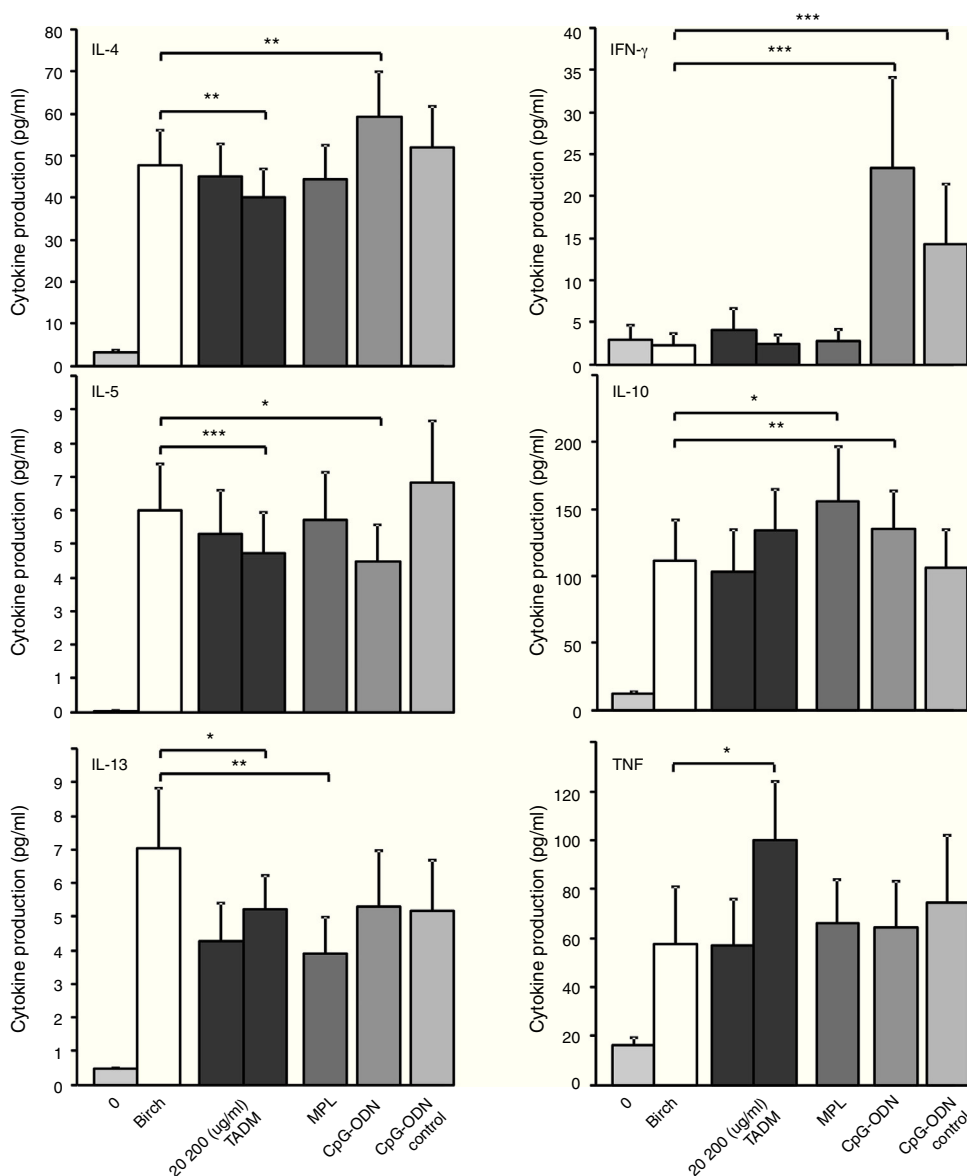 IL-4
**
**
Cytokine production (pg/ml)
80
70
60
50
40
30
20
10
0
IFN-γ
***
***
Cytokine production (pg/ml)
40
35
30
25
20
15
10
5
0
IL-5
*
***
Cytokine production (pg/ml)
9
8
7
6
5
4
3
2
1
0
IL-10
*
**
Cytokine production (pg/ml)
200
150
100
50
0
IL-13
*
**
Cytokine production (pg/ml)
9
8
7
6
5
4
3
2
1
0
TNF
*
Cytokine production (pg/ml)
120
100
80
60
40
20
0
0
Birch
20 200 (ug/ml)
TADM
MPL
CpG-ODN
CpG-ODN
control
0
Birch
20 200 (ug/ml)
TADM
MPL
CpG-ODN
CpG-ODN
control